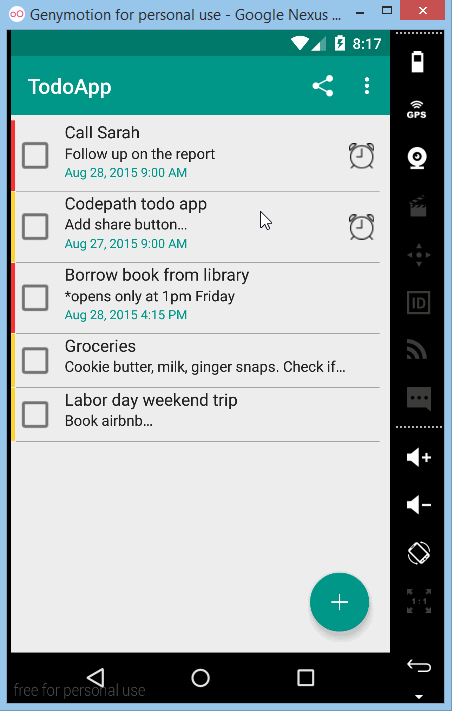 Genymotion for personal use - Google Nexus ...
8:17
TodoApp
GPS
Call Sarah
Follow up on the report
Aug 28, 2015 9:00 AM
Codepath todo app
Add share button...
Aug 27, 2015 9:00 AM
Borrow book from library
*opens only at 1pm Friday
Aug 28, 2015 4:15 PM
ID
Groceries
Cookie butter, milk, ginger snaps. Check if...
Labor day weekend trip
Book airbnb...
1:1
free for personal use